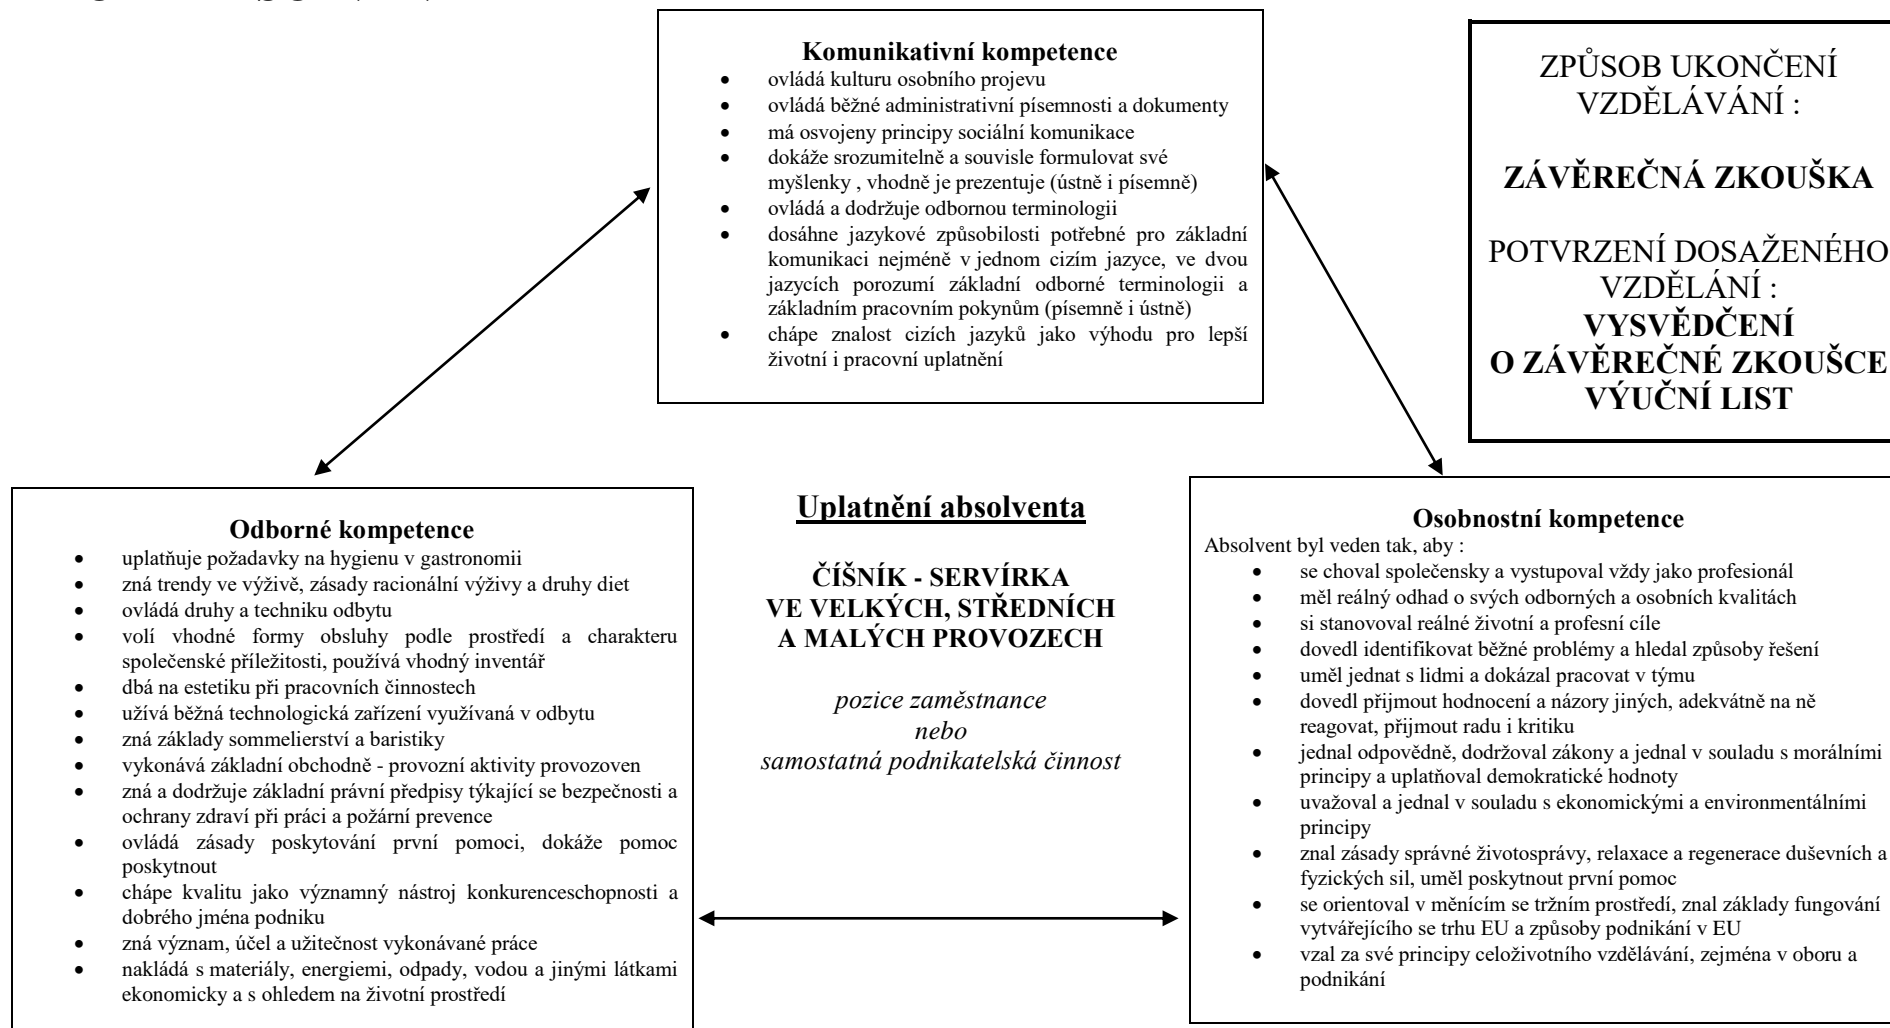 Komunikativní kompetence
• ovládá kulturu osobního projevu
• ovládá běžné administrativní písemnosti a dokumenty
• má osvojeny principy sociální komunikace
• dokáže srozumitelně a souvisle formulovat své
myšlenky , vhodně je prezentuje (ústně i písemně)
• ovládá a dodržuje odbornou terminologii
• dosáhne jazykové způsobilosti potřebné pro základní
komunikaci nejméně v jednom cizím jazyce, ve dvou
jazycích porozumí základní odborné terminologii a
základním pracovním pokynům (písemně i ústně)
• chápe znalost cizích jazyků jako výhodu pro lepší
životní i pracovní uplatnění
ZPŮSOB UKONČENÍ
VZDĚLÁVÁNÍ :
ZÁVĚREČNÁ ZKOUŠKA
POTVRZENÍ DOSAŽENÉHO
VZDĚLÁNÍ :
VYSVĚDČENÍ
O ZÁVĚREČNÉ ZKOUŠCE
VÝUČNÍ LIST
Odborné kompetence
• uplatňuje požadavky na hygienu v gastronomii
• zná trendy ve výživě, zásady racionální výživy a druhy diet
• ovládá druhy a techniku odbytu
• volí vhodné formy obsluhy podle prostředí a charakteru
společenské příležitosti, používá vhodný inventář
• dbá na estetiku při pracovních činnostech
• užívá běžná technologická zařízení využívaná v odbytu
• zná základy sommelierství a baristiky
• vykonává základní obchodně - provozní aktivity provozoven
• zná a dodržuje základní právní předpisy týkající se bezpečnosti a
ochrany zdraví při práci a požární prevence
• ovládá zásady poskytování první pomoci, dokáže pomoc
poskytnout
• chápe kvalitu jako významný nástroj konkurenceschopnosti a
dobrého jména podniku
• zná význam, účel a užitečnost vykonávané práce
• nakládá s materiály, energiemi, odpady, vodou a jinými látkami
ekonomicky a s ohledem na životní prostředí
Uplatnění absolventa
ČÍŠNÍK - SERVÍRKA
VE VELKÝCH, STŘEDNÍCH
A MALÝCH PROVOZECH
pozice zaměstnance
nebo
samostatná podnikatelská činnost
Osobnostní kompetence
Absolvent byl veden tak, aby :
• se choval společensky a vystupoval vždy jako profesionál
• měl reálný odhad o svých odborných a osobních kvalitách
• si stanovoval reálné životní a profesní cíle
• dovedl identifikovat běžné problémy a hledal způsoby řešení
• uměl jednat s lidmi a dokázal pracovat v týmu
• dovedl přijmout hodnocení a názory jiných, adekvátně na ně
reagovat, přijmout radu i kritiku
• jednal odpovědně, dodržoval zákony a jednal v souladu s morálními
principy a uplatňoval demokratické hodnoty
• uvažoval a jednal v souladu s ekonomickými a environmentálními
principy
• znal zásady správné životosprávy, relaxace a regenerace duševních a
fyzických sil, uměl poskytnout první pomoc
• se orientoval v měnícím se tržním prostředí, znal základy fungování
vytvářejícího se trhu EU a způsoby podnikání v EU
• vzal za své principy celoživotního vzdělávání, zejména v oboru a
podnikání